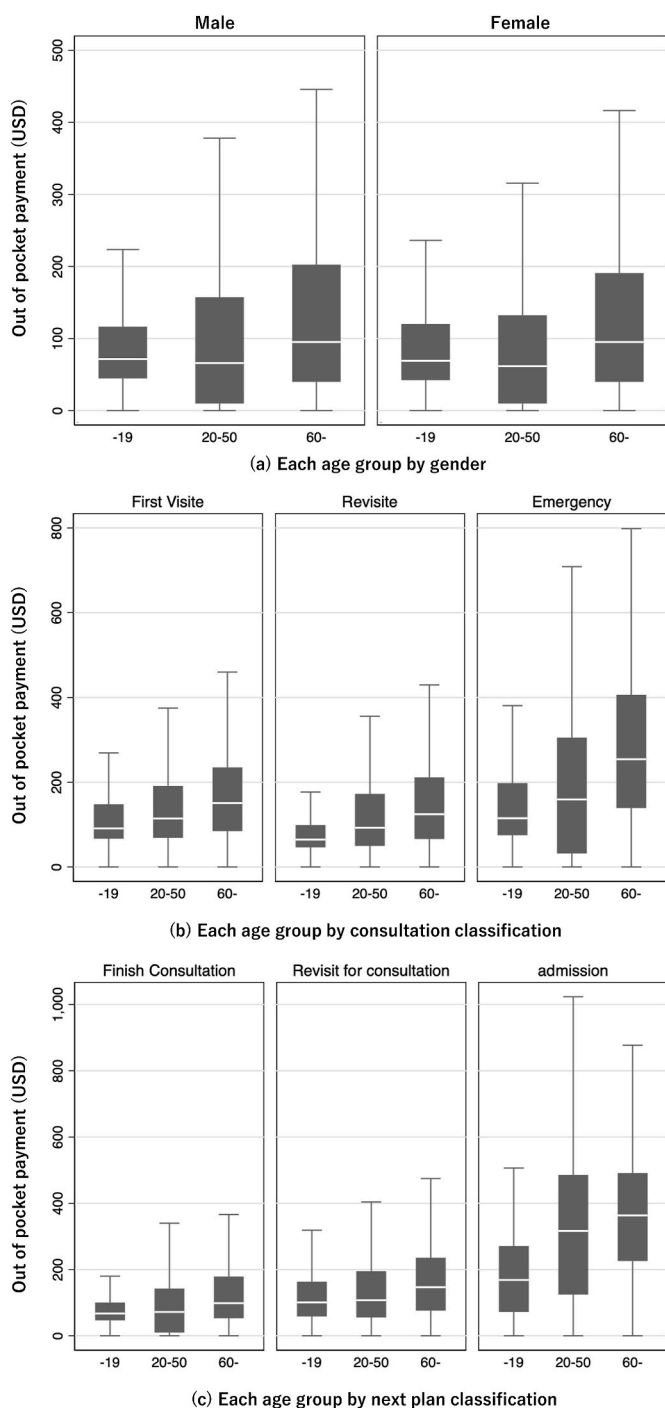 Male Female
Out of pocket payment (USD)
500
400
300
200
100
0
-19 20-50 60- -19 20-50 60-
(a) Each age group by gender
First Visite Revisite Emergency
Out of pocket payment (USD)
800
600
400
200
0
-19 20-50 60- -19 20-50 60- -19 20-50 60-
(b) Each age group by consultation classification
Finish Consultation Revisit for consultation admission
Out of pocket payment (USD)
1,000
800
600
400
200
0
-19 20-50 60- -19 20-50 60- -19 20-50 60-
(c) Each age group by next plan classification